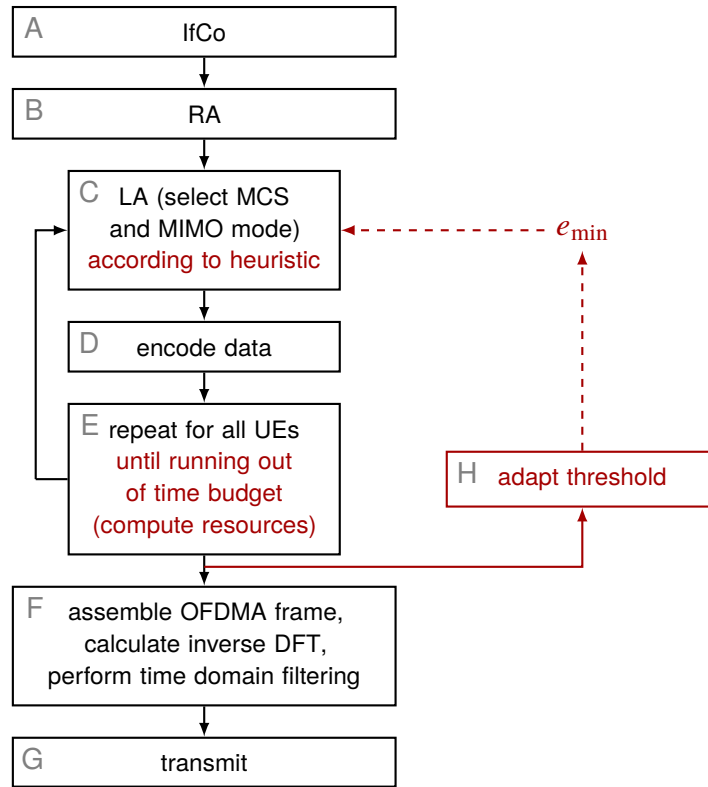 A
IfCo
B
RA
C
LA (select MCS
and MIMO mode)
according to heuristic
e_min
D
encode data
E
repeat for all UEs
until running out
of time budget
(compute resources)
H
adapt threshold
F
assemble OFDMA frame,
calculate inverse DFT,
perform time domain filtering
G
transmit